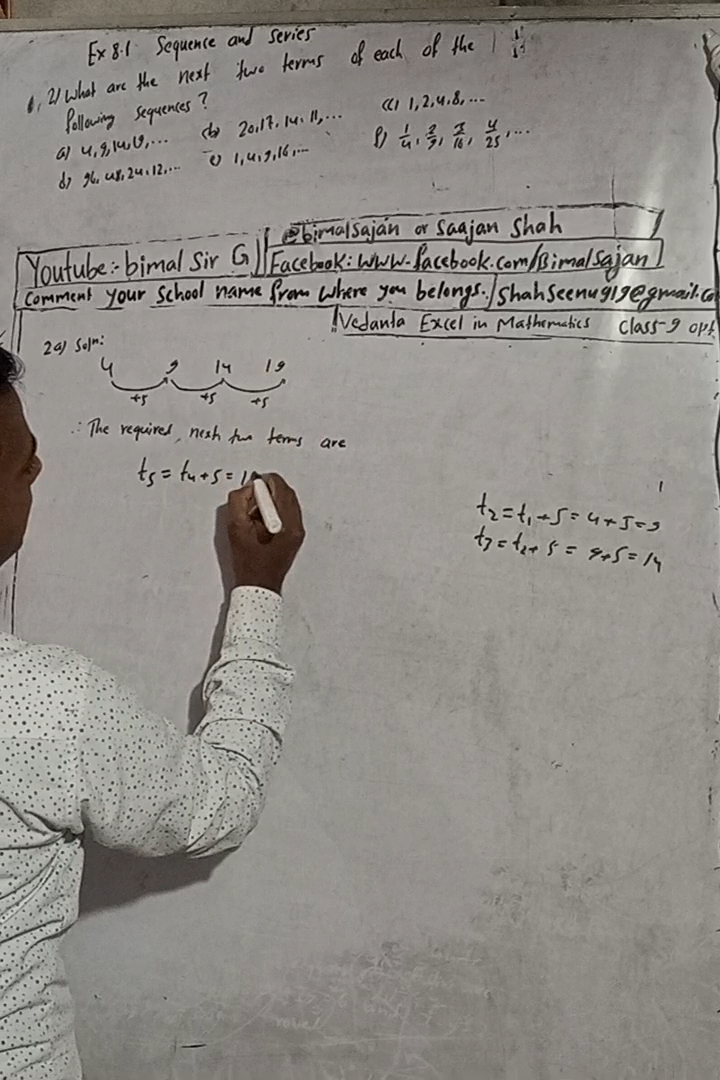 Ex 8.1 Sequence and series
2) What are the next two terms of each of the
following sequences?
a) 4, 9, 14, 19, ... (b) 20, 17, 14, 11, ... (c) 1, 2, 4, 8, ...
d) 96, 48, 24, 12, ... e) 1, 4, 9, 16, ... f) 1/4, 2/9, 3/16, 4/25, ...
@bimalsajan or Saajan Shah
Youtube:- bimal Sir G Facebook: www.facebook.com/Bimalsajan
Comment your School name from where you belongs. / Shahseenu919@gmail.co
Vedanta Excel in Mathematics Class-9 opt
2a) Soln:
4 9 14 19
+5 +5 +5
∴ The required next two terms are
t5 = t4 + 5 = 1
t2 = t1 + 5 = 4 + 5 = 9
t3 = t2 + 5 = 9 + 5 = 14